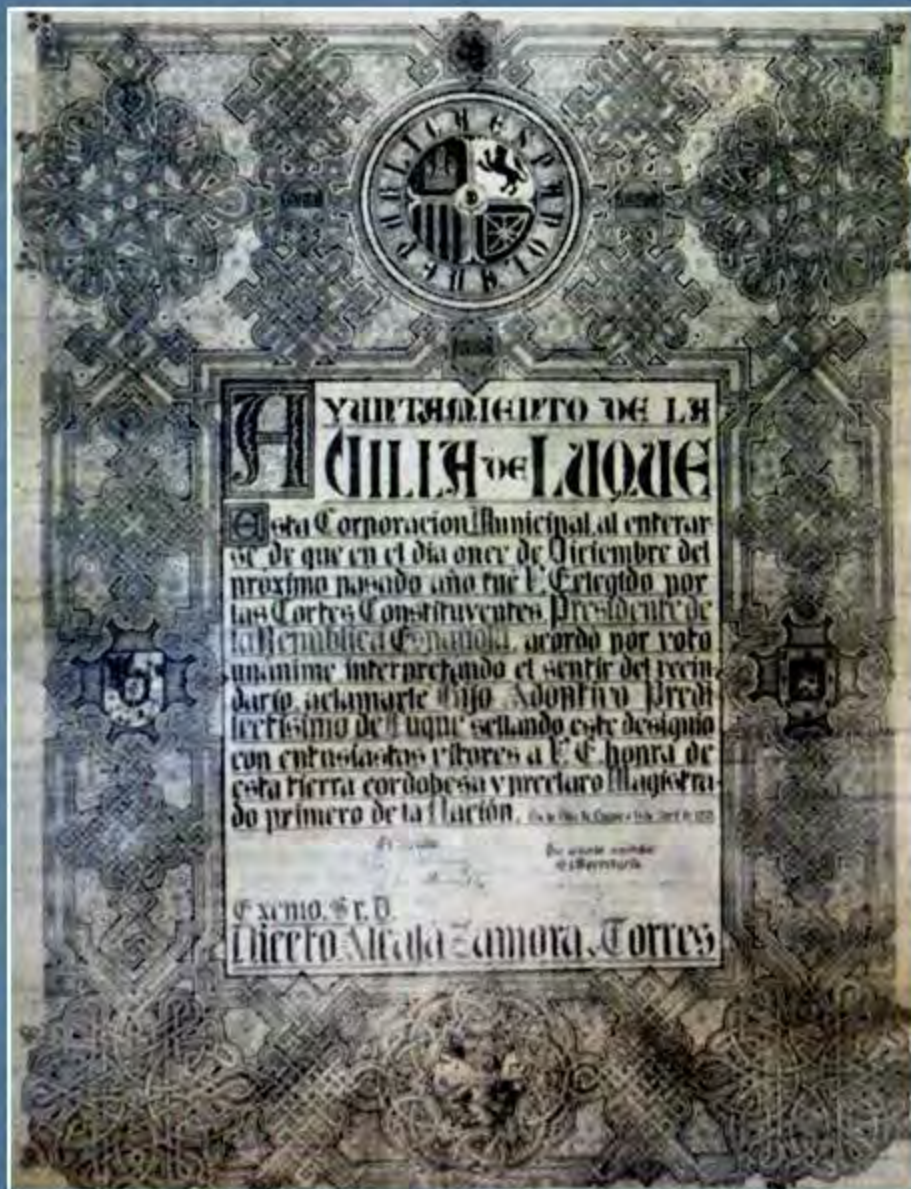 REPUBLICA ESPAÑOLA
AYUNTAMIENTO DE LA
VILLA DE LUQUE
Esta Corporacion Municipal, al enterar-
se, de que en el día once de Diciembre del
próximo pasado año fué V. E. elegido por
las Cortes Constituyentes, Presidente de
la República Española, acordó por voto
unánime interpretando el sentir del vecin-
dario, aclamarle Hijo Adoptivo Predi-
lectísimo de Luque sellando este designio
con entusiastas vítores a V. E. honra de
esta tierra cordobesa y preclaro Magistra-
do primero de la Nación.
Excmo. Sr. D.
Niceto Alcalá Zamora y Torres